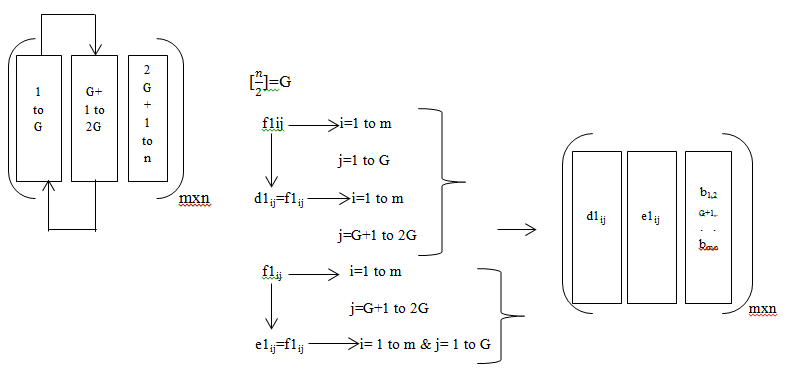 1
to
G
G+
1 to
2G
2
G
+
1
to
n
mxn
[n/2]=G
f1ij
i=1 to m
j=1 to G
d1ij=f1ij
i=1 to m
j=G+1 to 2G
f1ij
i=1 to m
j=G+1 to 2G
e1ij=f1ij
i= 1 to m & j= 1 to G
d1ij
e1ij
b1,2
G+1,.
. .
mxn